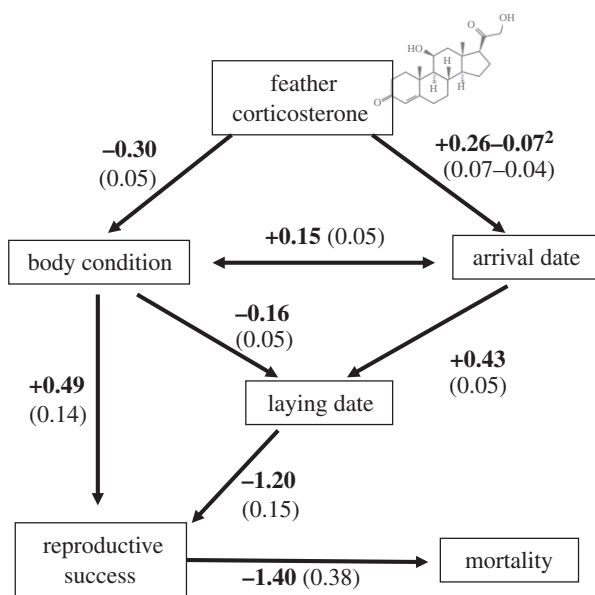 OH
O
HO
H
H
H
O
feather
corticosterone
–0.30
(0.05)
+0.26–0.07²
(0.07–0.04)
+0.15 (0.05)
body condition
arrival date
–0.16
(0.05)
+0.49
(0.14)
+0.43
(0.05)
laying date
–1.20
(0.15)
reproductive
success
mortality
–1.40 (0.38)